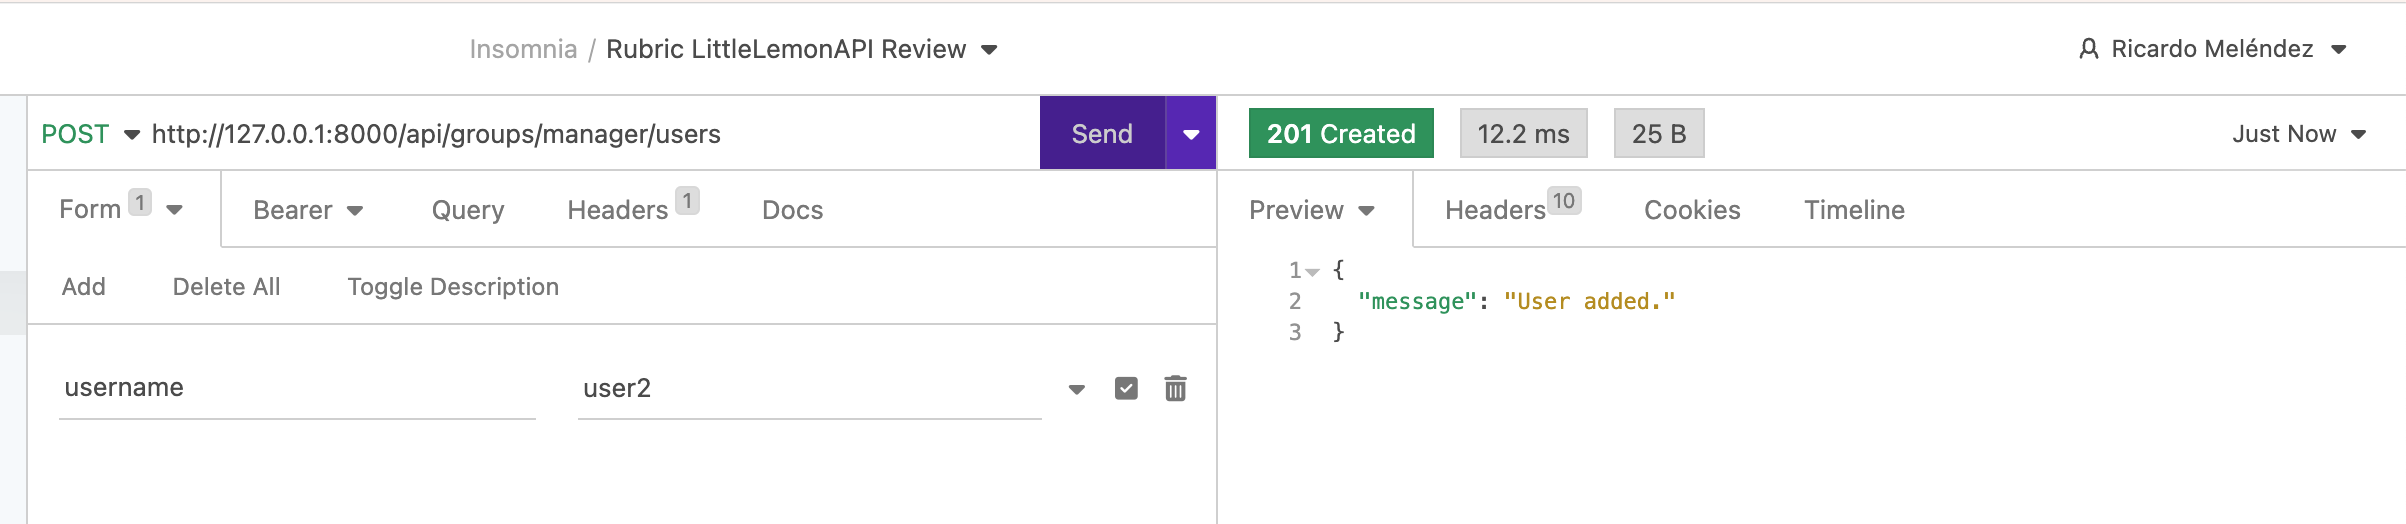 Insomnia / Rubric LittleLemonAPI Review
Ricardo Meléndez
POST http://127.0.0.1:8000/api/groups/manager/users
Send
201 Created 12.2 ms 25 B
Just Now
Form 1 Bearer Query Headers 1 Docs
Preview Headers 10 Cookies Timeline
Add Delete All Toggle Description
1 {
2 "message": "User added."
3 }
username user2